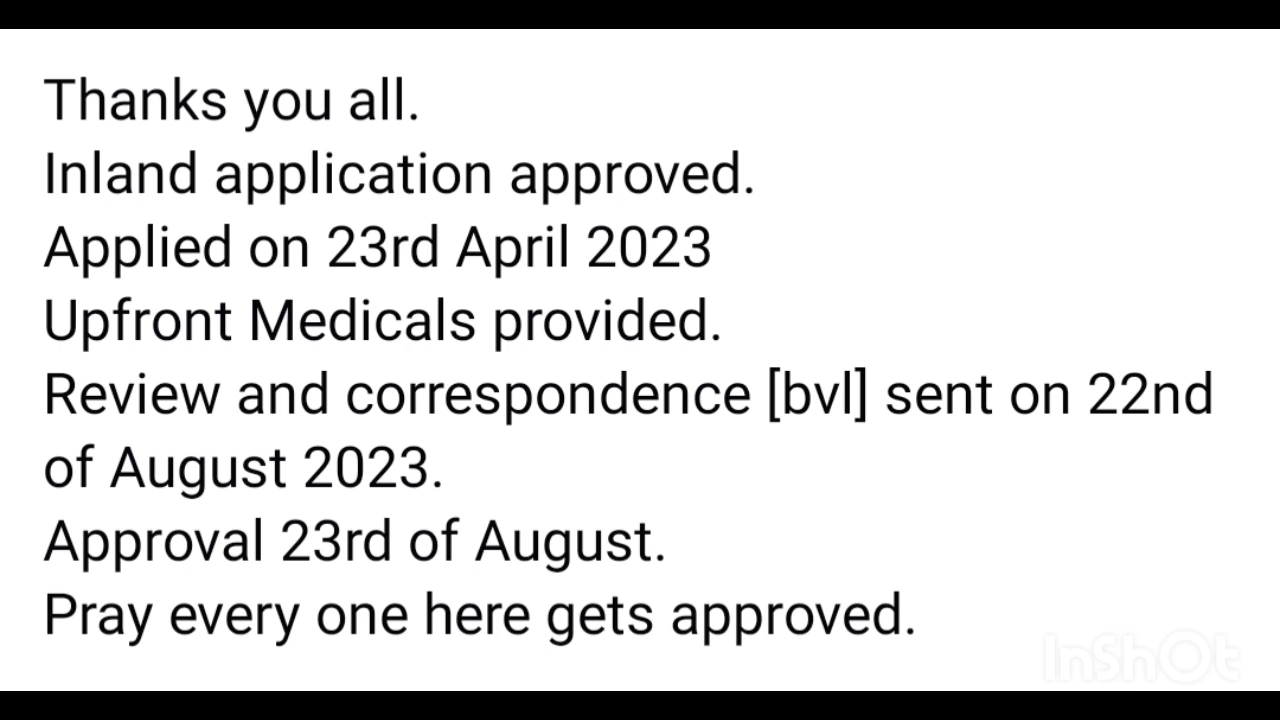 Thanks you all.
Inland application approved.
Applied on 23rd April 2023
Upfront Medicals provided.
Review and correspondence [bvl] sent on 22nd
of August 2023.
Approval 23rd of August.
Pray every one here gets approved.
InShOt